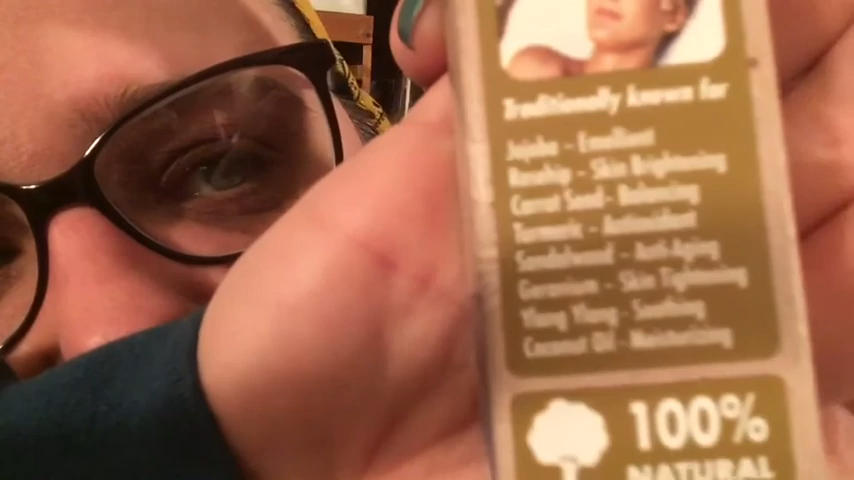 Traditionally known for
Jojoba - Emollient
Rosehip - Skin Brightening
Carrot Seed - Balancing
Turmeric - Antioxidant
Sandalwood - Anti-Aging
Geranium - Skin Tightening
Ylang Ylang - Soothing
Coconut Oil - Moisturizing
100%
NATURAL